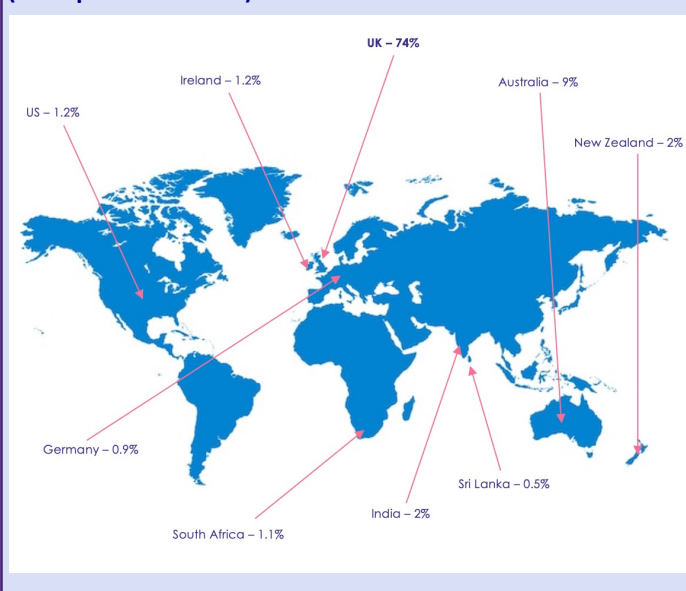 UK – 74%
Ireland – 1.2%
Australia – 9%
US – 1.2%
New Zealand – 2%
Germany – 0.9%
Sri Lanka – 0.5%
India – 2%
South Africa – 1.1%